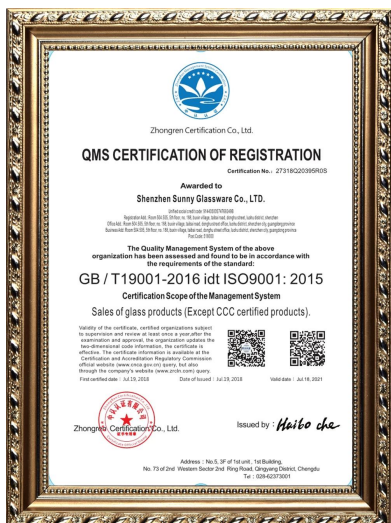 Zhongren Certification Co., Ltd.
QMS CERTIFICATION OF REGISTRATION
Certification No.: 27318Q20395R0S
Awarded to
Shenzhen Sunny Glassware Co., LTD.
The Quality Management System of the above
organization has been assessed and found to be in accordance with
the requirements of the standard:
GB / T19001-2016 idt ISO9001: 2015
Certification Scope of the Management System
Sales of glass products (Except CCC certified products).
Validity of the certificate, certified organizations subject
to supervision and review at least once a year,after the
examination and approval, the organization updates the
two-dimensional code information, the certificate is
effective. The certificate information is available at the
Certification and Accreditation Regulatory Commission
official website (www.cnca.gov.cn) query, but also
through the company's website (www.zrcln.com) query.
First certified date : Jul.19, 2018 Date of Issued : Jul.19, 2018 Valid date : Jul.18, 2021
Zhongren Certification Co., Ltd.
Issued by : Haibo che
Address : No.5, 3F of 1st unit , 1st Building,
No. 73 of 2nd Western Sector 2nd Ring Road, Qingyang District, Chengdu
Tel : 028-62373001